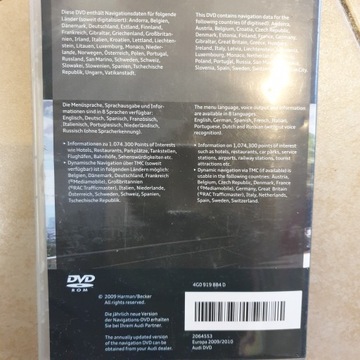 Diese DVD enthält Navigationsdaten für folgende
Länder (soweit digitalisiert): Andorra, Belgien,
Dänemark, Deutschland, Estland, Finnland,
Frankreich, Gibraltar, Griechenland, Großbritan-
nien, Irland, Italien, Kroatien, Lettland, Liechten-
stein, Litauen, Luxemburg, Monaco, Nieder-
lande, Norwegen, Österreich, Polen, Portugal,
Russland, San Marino, Schweden, Schweiz,
Slowakei, Slowenien, Spanien, Tschechische
Republik, Ungarn, Vatikanstadt.
This DVD contains navigation data for the
following countries (if digitised): Andorra,
Austria, Belgium, Croatia, Czech Republic,
Denmark, Estonia, Finland, France, Germany,
Gibraltar, Great Britain, Greece, Hungary,
Ireland, Italy, Latvia,
Luxembourg, Monaco,
Poland, Portugal, Russia, San
Slovenia, Spain, Sweden, Switzerland,
Die Menüsprache, Sprachausgabe und Infor-
mationen sind in 8 Sprachen verfügbar:
Englisch, Deutsch, Spanisch, Französisch,
Italienisch, Portugiesisch, Niederländisch,
Russisch (ohne Spracherkennung).
• Informationen zu 1.074.300 Points of Interest
wie Hotels, Restaurants, Parkplätze, Tankstellen,
Flughäfen, Bahnhöfe, Sehenswürdigkeiten etc.
• Dynamische Navigation über TMC (soweit
verfügbar) ist in folgenden Ländern möglich:
Belgien, Dänemark, Deutschland, Frankreich
(©Mediamobile), Großbritannien
(©RAC Trafficmaster), Italien, Niederlande,
Österreich, Schweden, Schweiz, Spanien,
Tschechische Republik.
The menu language, voice output and information
are available in 8 languages:
English, German, Spanish, French, Italian,
Portuguese, Dutch and Russian (without voice
recognition).
• Information on 1,074,300 points of interest
such as hotels, restaurants, car parks, service
stations, airports, railway stations, tourist
attractions etc.
• Dynamic navigation via TMC (if available) is
usable in the following countries: Austria,
Belgium, Czech Republic, Denmark, France
(©Mediamobile), Germany, Great Britain
(©RAC Trafficmaster), Italy, Netherlands,
Spain, Sweden, Switzerland.
DVD
ROM
4G0 919 884 D
© 2009 Harman/Becker
Die jährlich neue Version
der Navigations-DVD erhalten
Sie bei Ihrem Audi Partner.
The annually updated version
of the navigation DVD can be
obtained from your Audi dealer.
2064553
Europa 2009/2010
Audi DVD